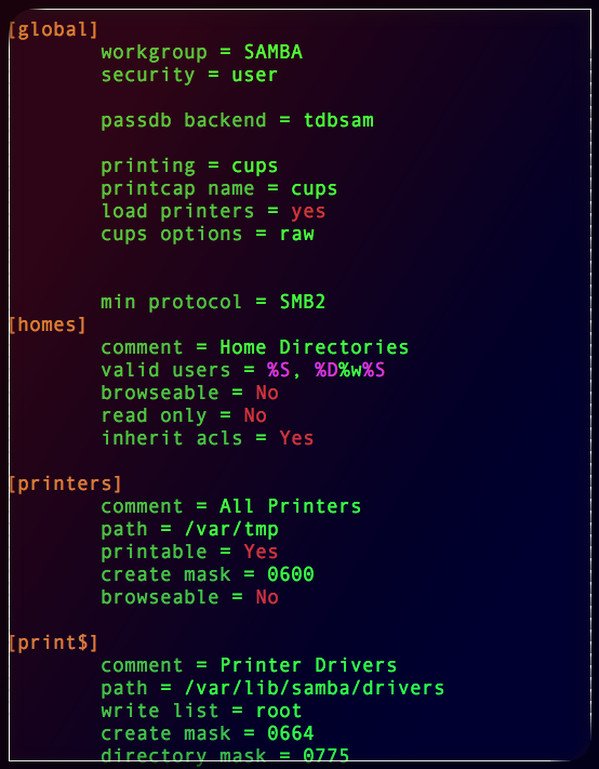 [global]
workgroup = SAMBA
security = user
passdb backend = tdbsam
printing = cups
printcap name = cups
load printers = yes
cups options = raw
min protocol = SMB2
[homes]
comment = Home Directories
valid users = %S, %D%w%S
browseable = No
read only = No
inherit acls = Yes
[printers]
comment = All Printers
path = /var/tmp
printable = Yes
create mask = 0600
browseable = No
[print$]
comment = Printer Drivers
path = /var/lib/samba/drivers
write list = root
create mask = 0664
directory mask = 0775